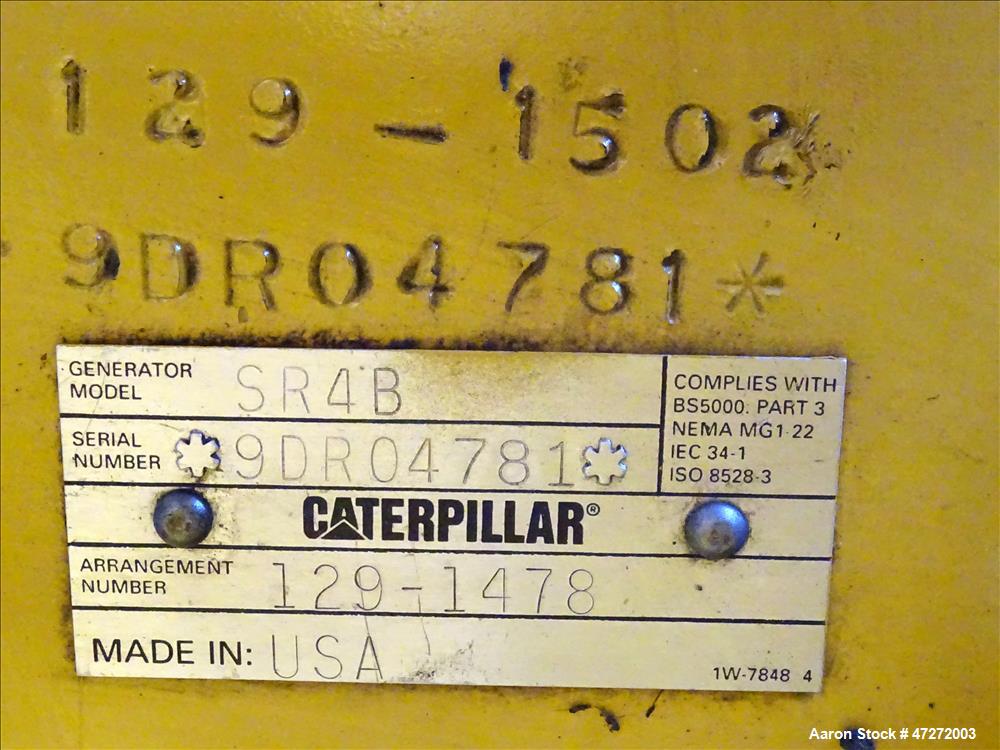 129-1502
9DR04781*
GENERATOR MODEL SR4B
SERIAL NUMBER *9DR04781*
COMPLIES WITH
BS5000. PART 3
NEMA MG1-22
IEC 34-1
ISO 8528-3
CATERPILLAR®
ARRANGEMENT NUMBER 129-1478
MADE IN: USA
1W-7848 4
Aaron Stock # 47272003